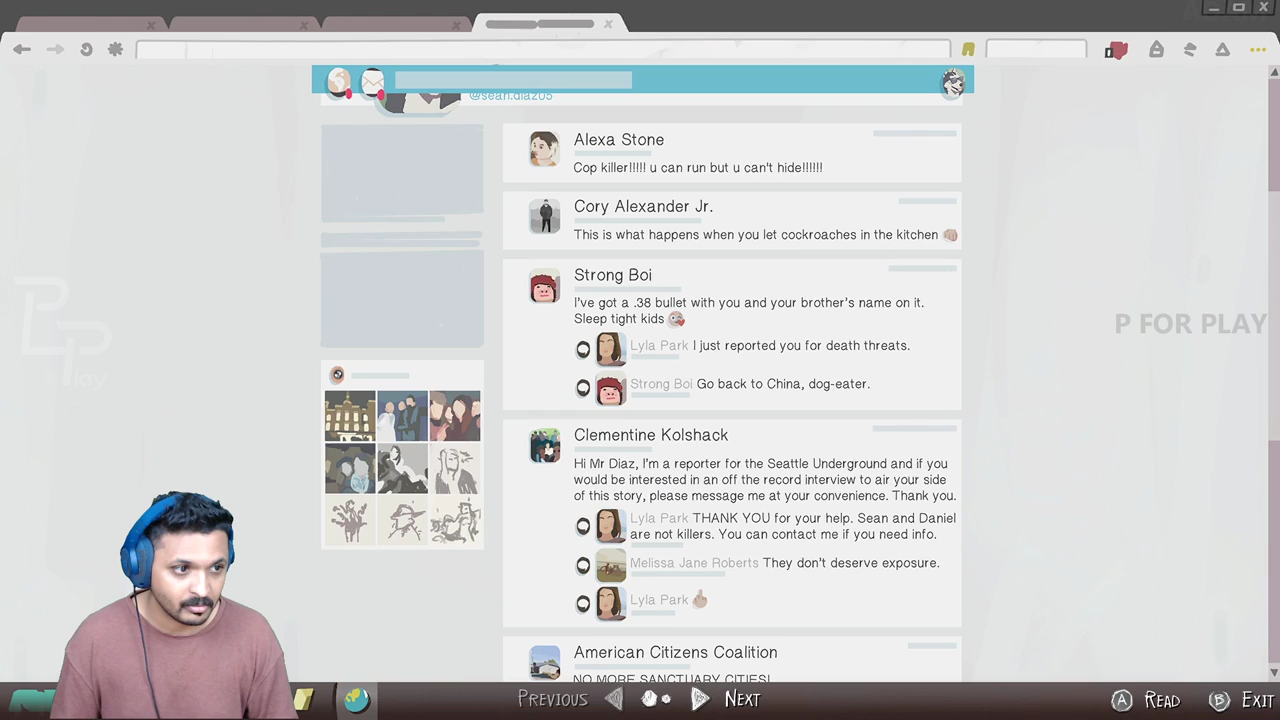 @sean.diaz05
Alexa Stone
Cop killer!!!!! u can run but u can't hide!!!!!!
Cory Alexander Jr.
This is what happens when you let cockroaches in the kitchen
Strong Boi
I've got a .38 bullet with you and your brother's name on it.
Sleep tight kids
Lyla Park I just reported you for death threats.
Strong Boi Go back to China, dog-eater.
Clementine Kolshack
Hi Mr Diaz, I'm a reporter for the Seattle Underground and if you
would be interested in an off the record interview to air your side
of this story, please message me at your convenience. Thank you.
Lyla Park THANK YOU for your help. Sean and Daniel
are not killers. You can contact me if you need info.
Melissa Jane Roberts They don't deserve exposure.
Lyla Park
American Citizens Coalition
NO MORE SANCTUARY CITIES!
P FOR PLAY
Play
Previous
Next
A Read
B Exit